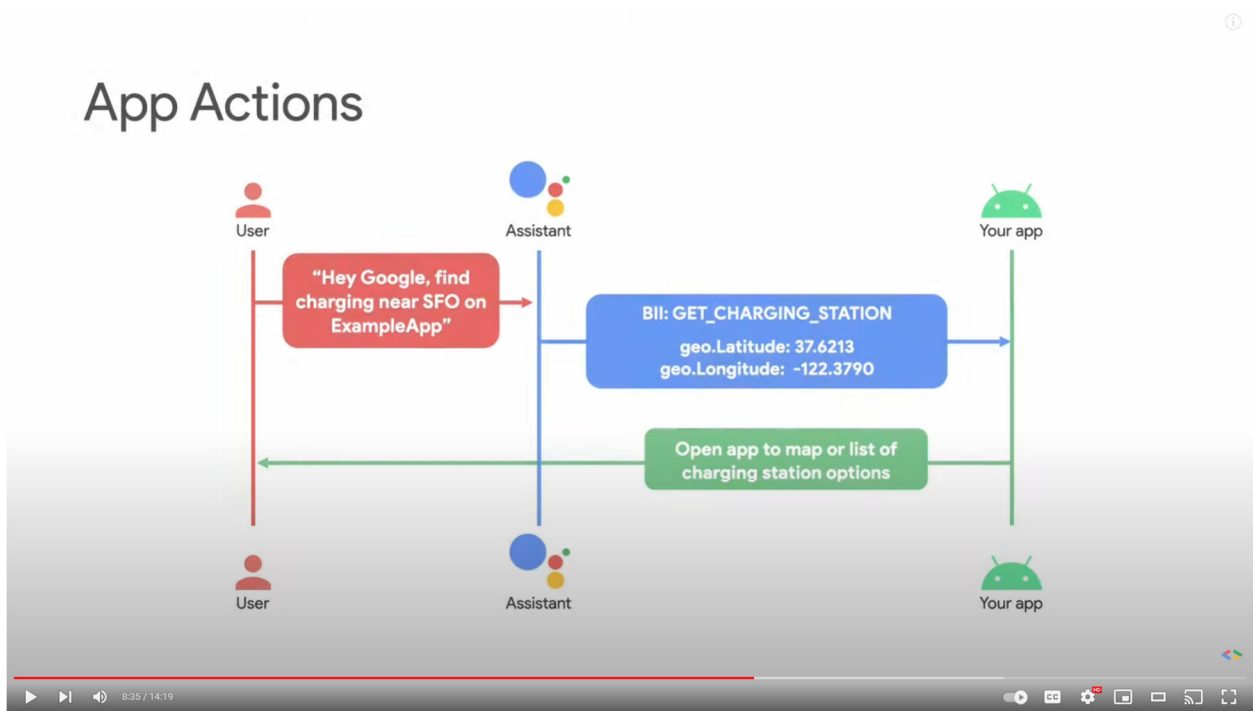 App Actions
User
Assistant
Your app
“Hey Google, find
charging near SFO on
ExampleApp”
BII: GET_CHARGING_STATION
geo.Latitude: 37.6213
geo.Longitude: -122.3790
Open app to map or list of
charging station options
User
Assistant
Your app
8:35 / 14:19
CC
HD